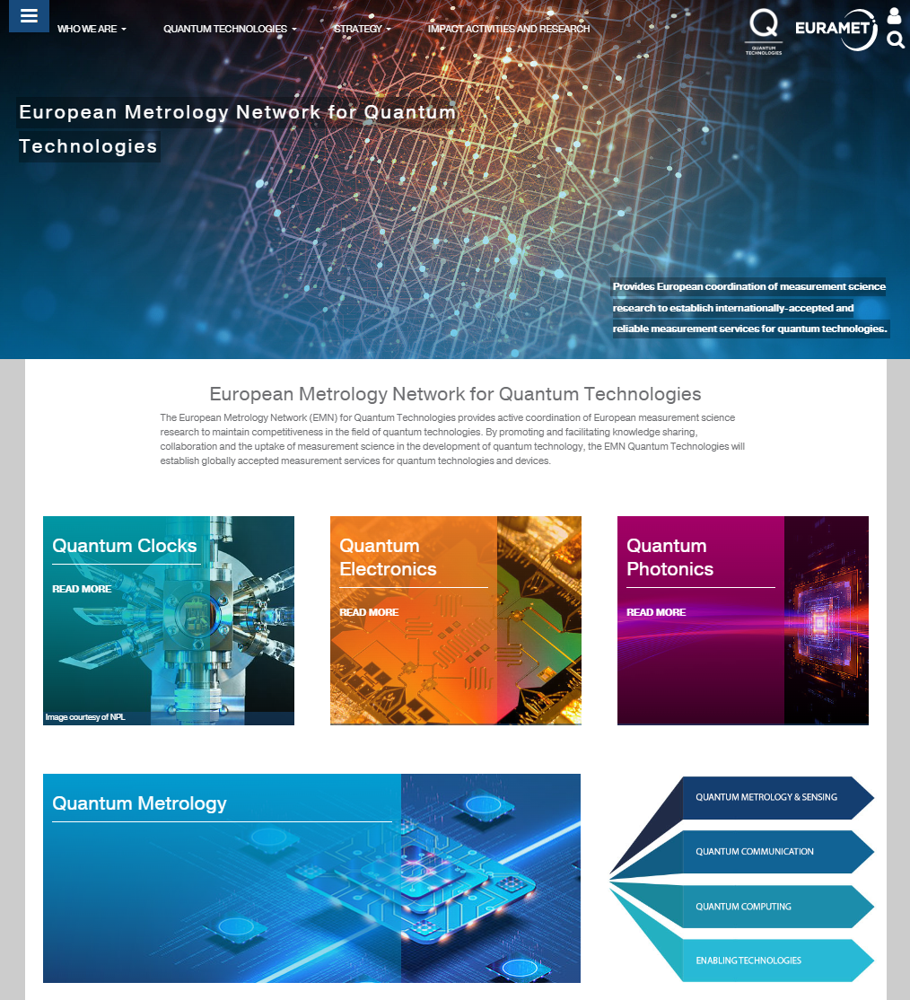 WHO WE ARE
QUANTUM TECHNOLOGIES
STRATEGY
IMPACT ACTIVITIES AND RESEARCH
Q
QUANTUM
TECHNOLOGIES
EURAMET
European Metrology Network for Quantum
Technologies
Provides European coordination of measurement science
research to establish internationally-accepted and
reliable measurement services for quantum technologies.
European Metrology Network for Quantum Technologies
The European Metrology Network (EMN) for Quantum Technologies provides active coordination of European measurement science
research to maintain competitiveness in the field of quantum technologies. By promoting and facilitating knowledge sharing,
collaboration and the uptake of measurement science in the development of quantum technology, the EMN Quantum Technologies will
establish globally accepted measurement services for quantum technologies and devices.
Quantum Clocks
READ MORE
Image courtesy of NPL
Quantum
Electronics
READ MORE
Quantum
Photonics
READ MORE
Quantum Metrology
QUANTUM METROLOGY & SENSING
QUANTUM COMMUNICATION
QUANTUM COMPUTING
ENABLING TECHNOLOGIES